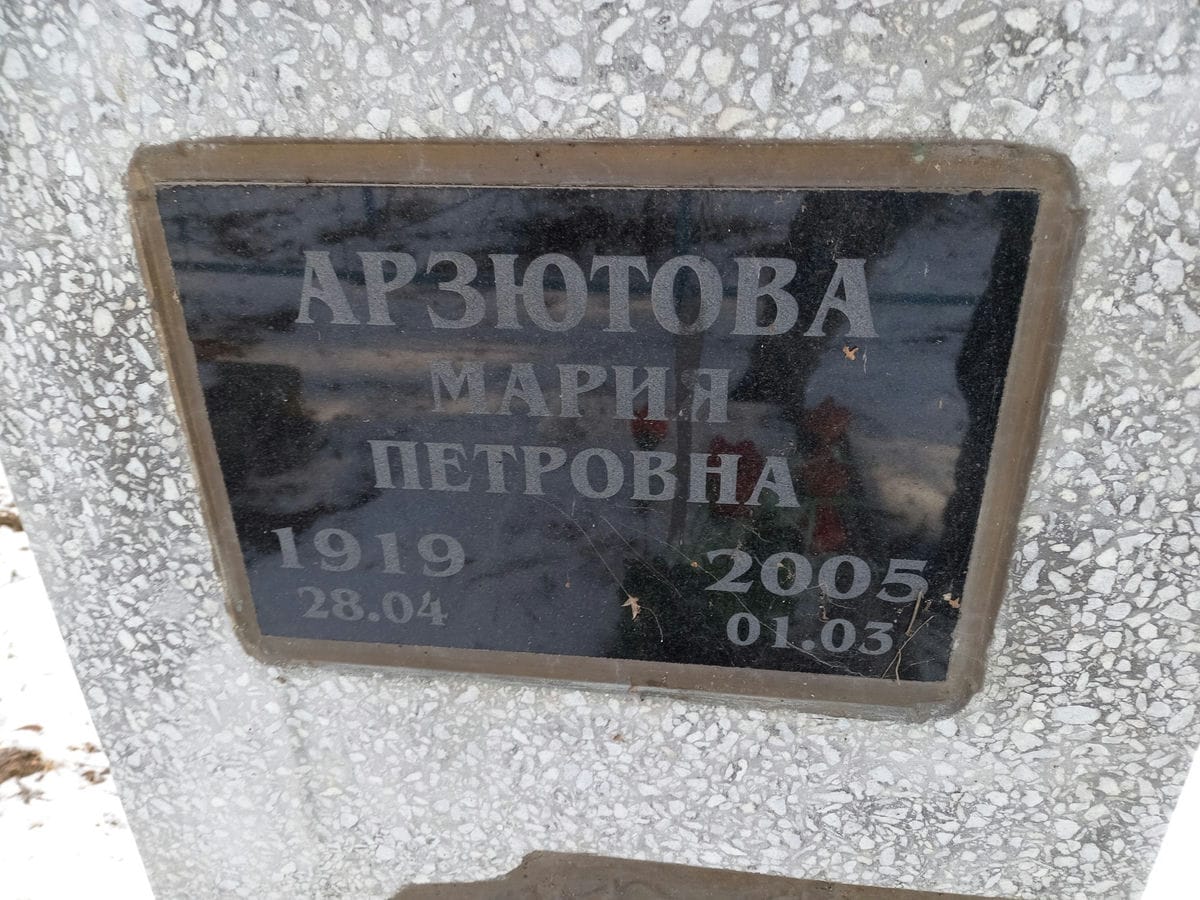 АРЗЮТОВА
МАРИЯ
ПЕТРОВНА
1919 2005
28.04 01.03